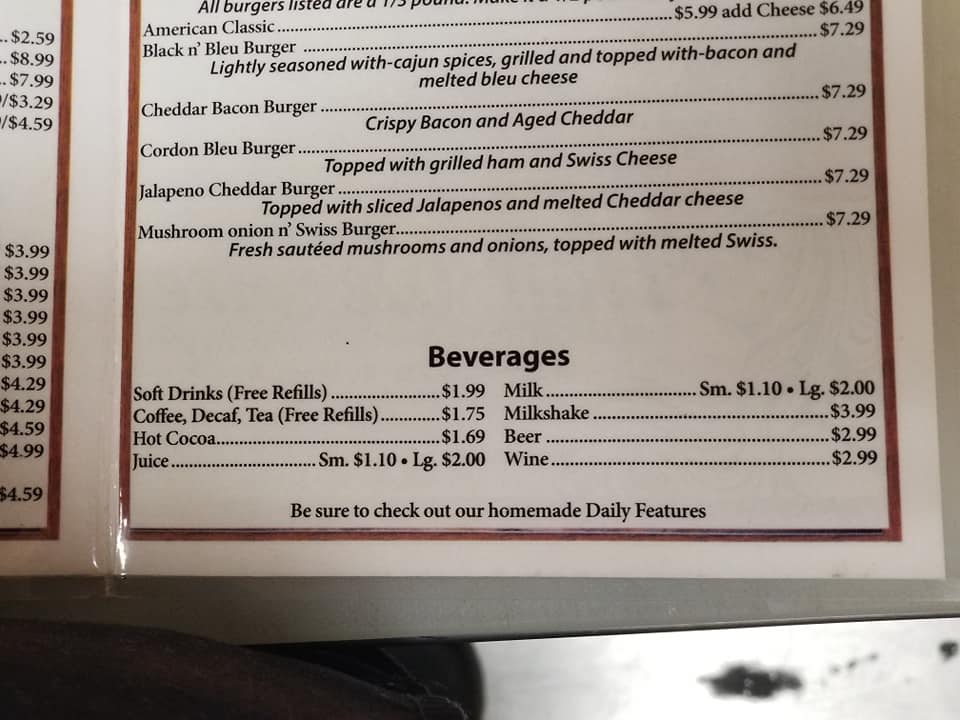 .. $2.59
.. $8.99
.. $7.99
/$3.29
/$4.59
$3.99
$3.99
$3.99
$3.99
$3.99
$3.99
$4.29
$4.29
$4.59
$4.99
$4.59
All burgers listed are a 1/3 pound.
American Classic ............ $5.99 add Cheese $6.49
Black n' Bleu Burger ............ $7.29
Lightly seasoned with-cajun spices, grilled and topped with-bacon and
melted bleu cheese
Cheddar Bacon Burger ............ $7.29
Crispy Bacon and Aged Cheddar
Cordon Bleu Burger ............ $7.29
Topped with grilled ham and Swiss Cheese
Jalapeno Cheddar Burger ............ $7.29
Topped with sliced Jalapenos and melted Cheddar cheese
Mushroom onion n' Swiss Burger............ $7.29
Fresh sautéed mushrooms and onions, topped with melted Swiss.
Beverages
Soft Drinks (Free Refills) ............ $1.99
Coffee, Decaf, Tea (Free Refills)............ $1.75
Hot Cocoa............ $1.69
Juice ............ Sm. $1.10 • Lg. $2.00
Milk ............ Sm. $1.10 • Lg. $2.00
Milkshake ............ $3.99
Beer ............ $2.99
Wine............ $2.99
Be sure to check out our homemade Daily Features